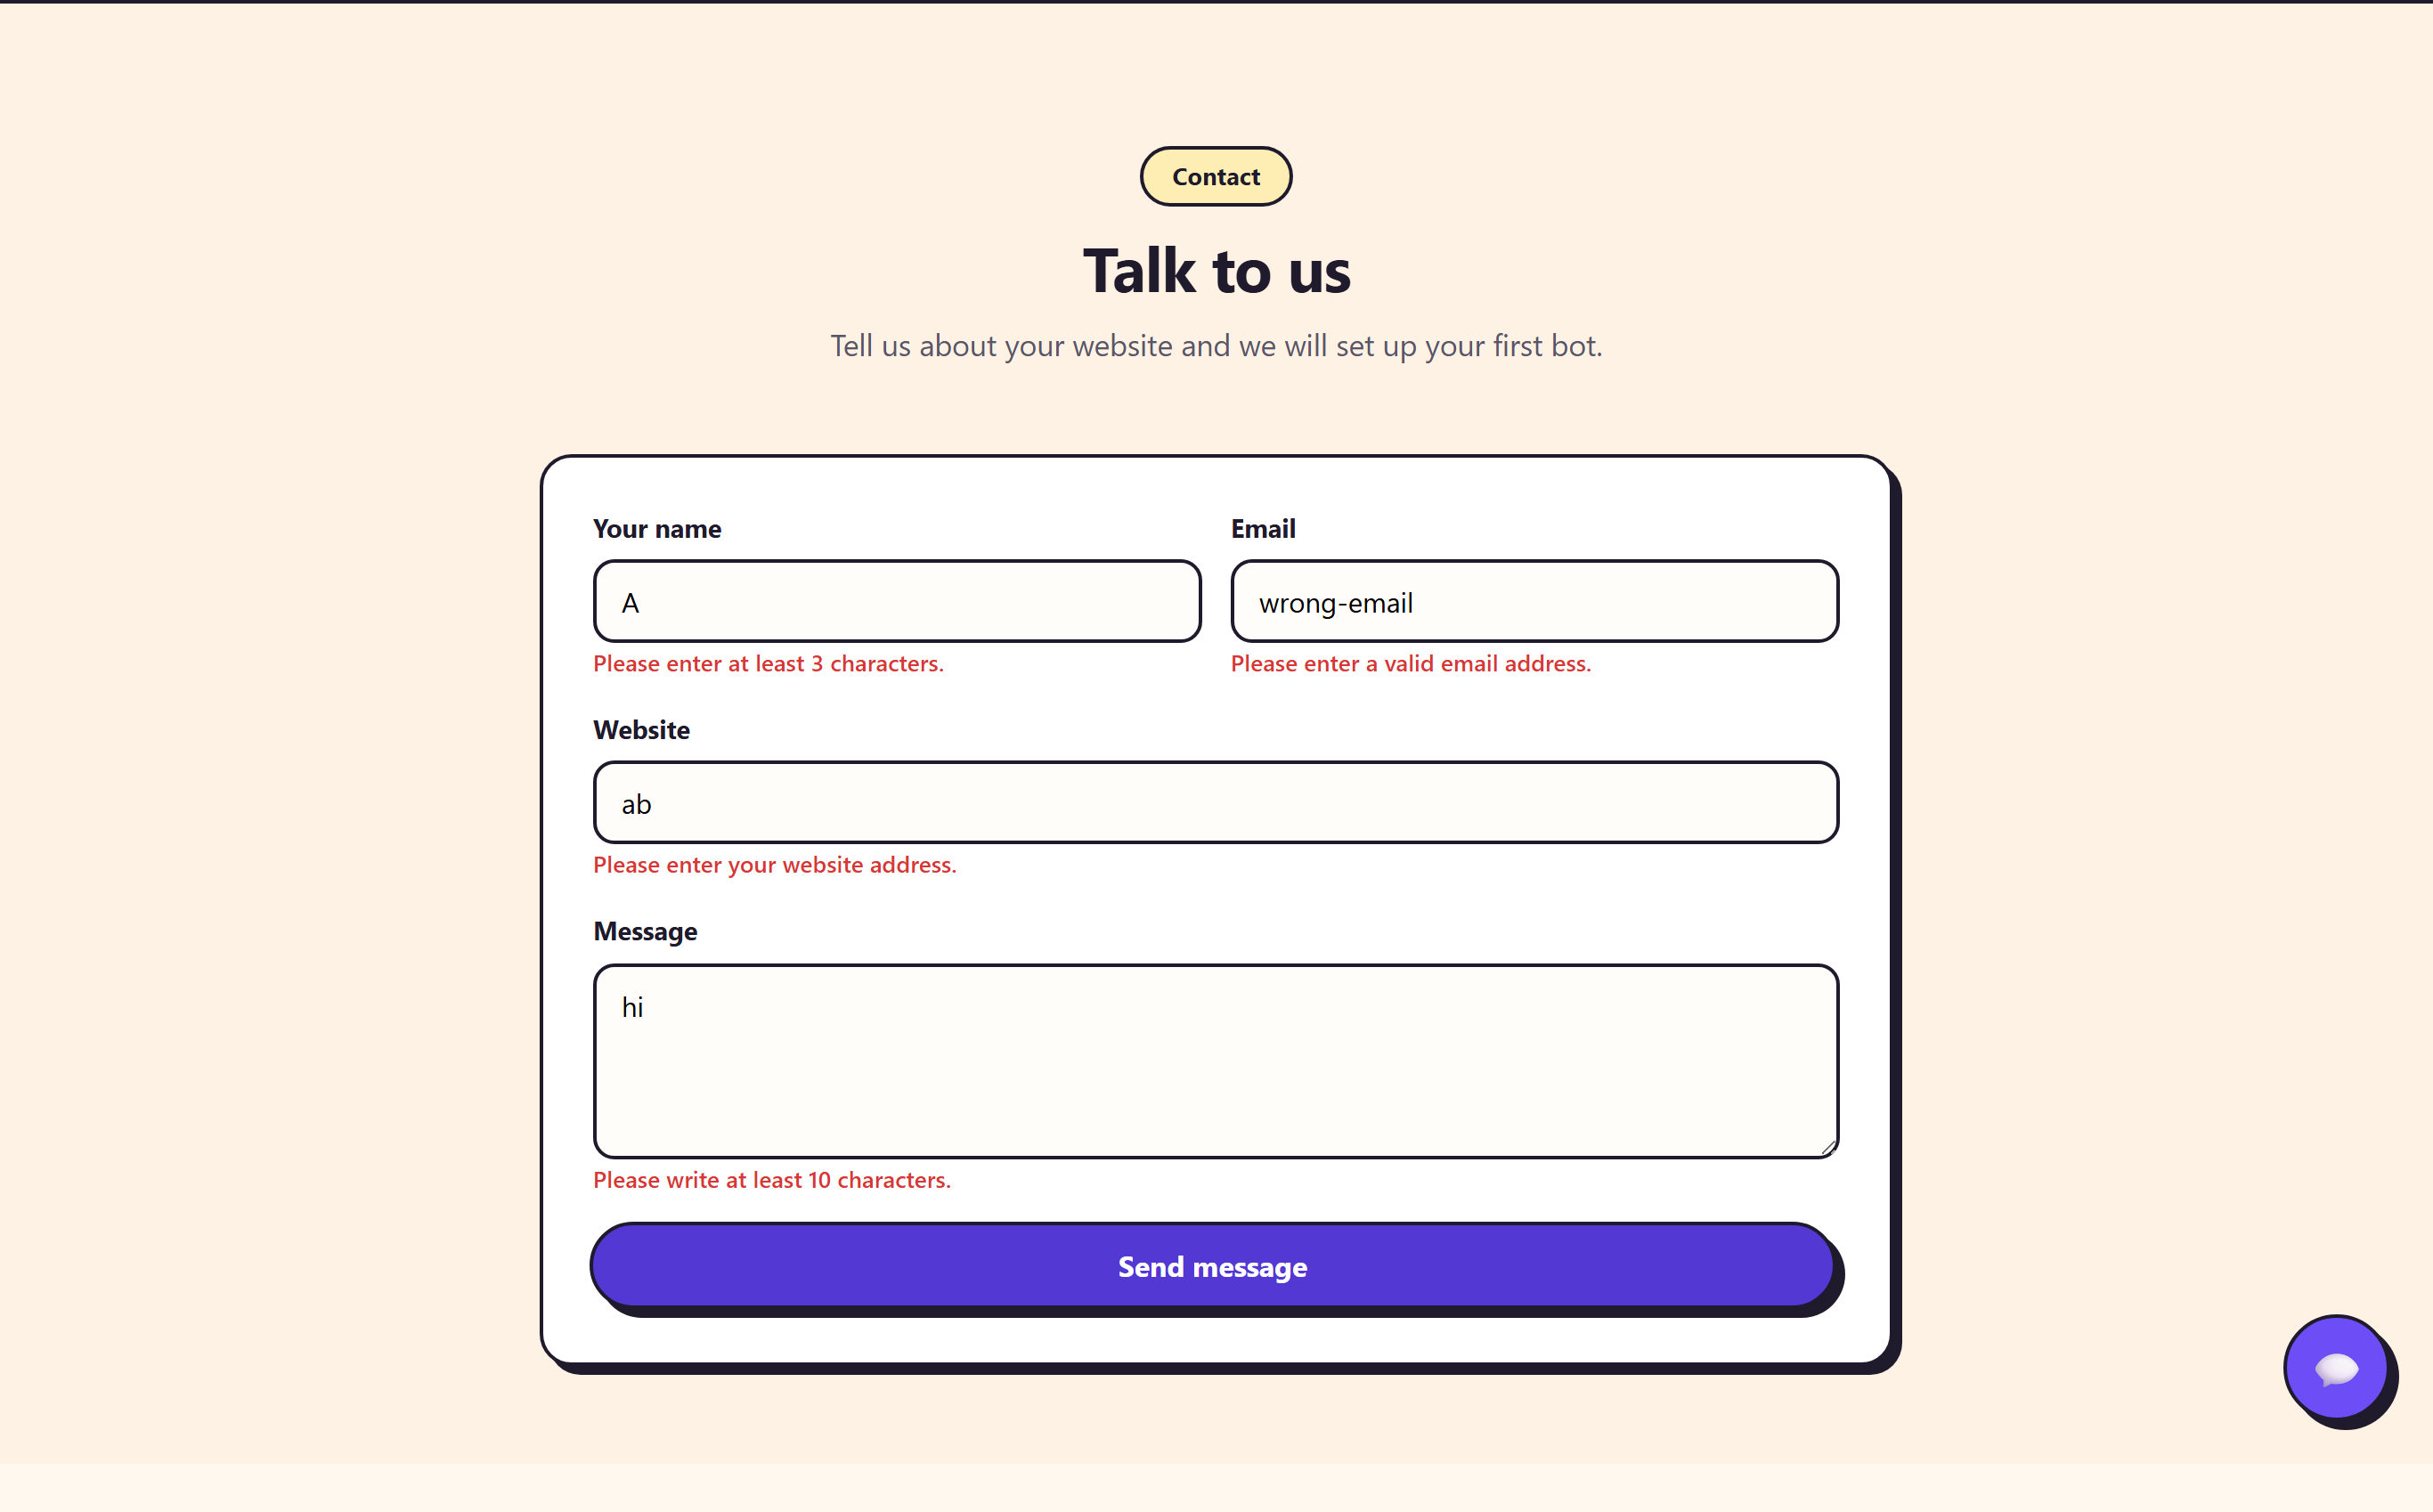 Contact
Talk to us
Tell us about your website and we will set up your first bot.
Your name
Email
A
wrong-email
Please enter at least 3 characters.
Please enter a valid email address.
Website
ab
Please enter your website address.
Message
hi
Please write at least 10 characters.
Send message